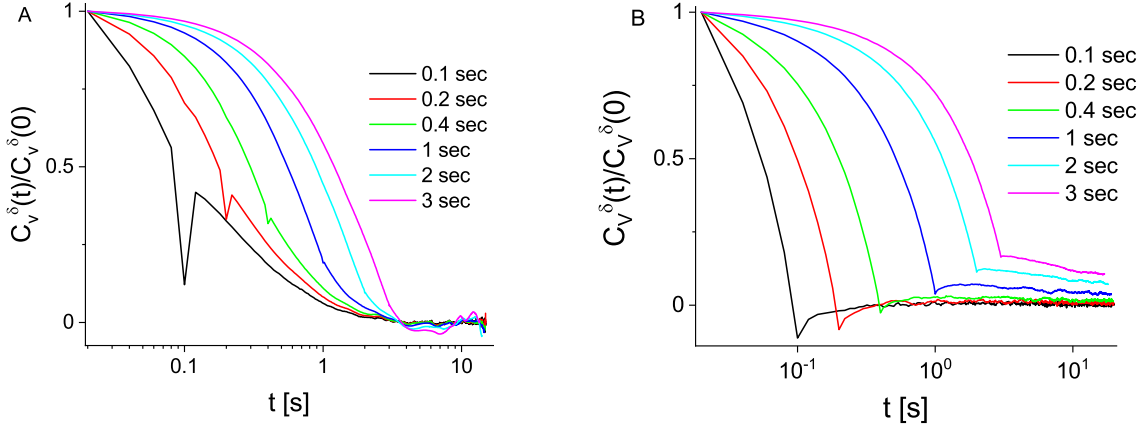 A
1
0.5
0
0.1
1
10
t [s]
C_v^δ(t)/C_v^δ(0)
0.1 sec
0.2 sec
0.4 sec
1 sec
2 sec
3 sec
B
1
0.5
0
10^-1
10^0
10^1
t [s]
C_v^δ(t)/C_v^δ(0)
0.1 sec
0.2 sec
0.4 sec
1 sec
2 sec
3 sec